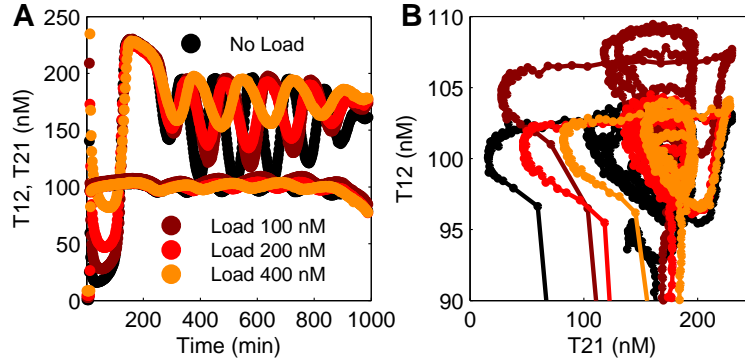 A
No Load
T12, T21 (nM)
250
200
150
100
50
0
Load 100 nM
Load 200 nM
Load 400 nM
200 400 600 800 1000
Time (min)
B
T12 (nM)
110
105
100
95
90
0 100 200
T21 (nM)